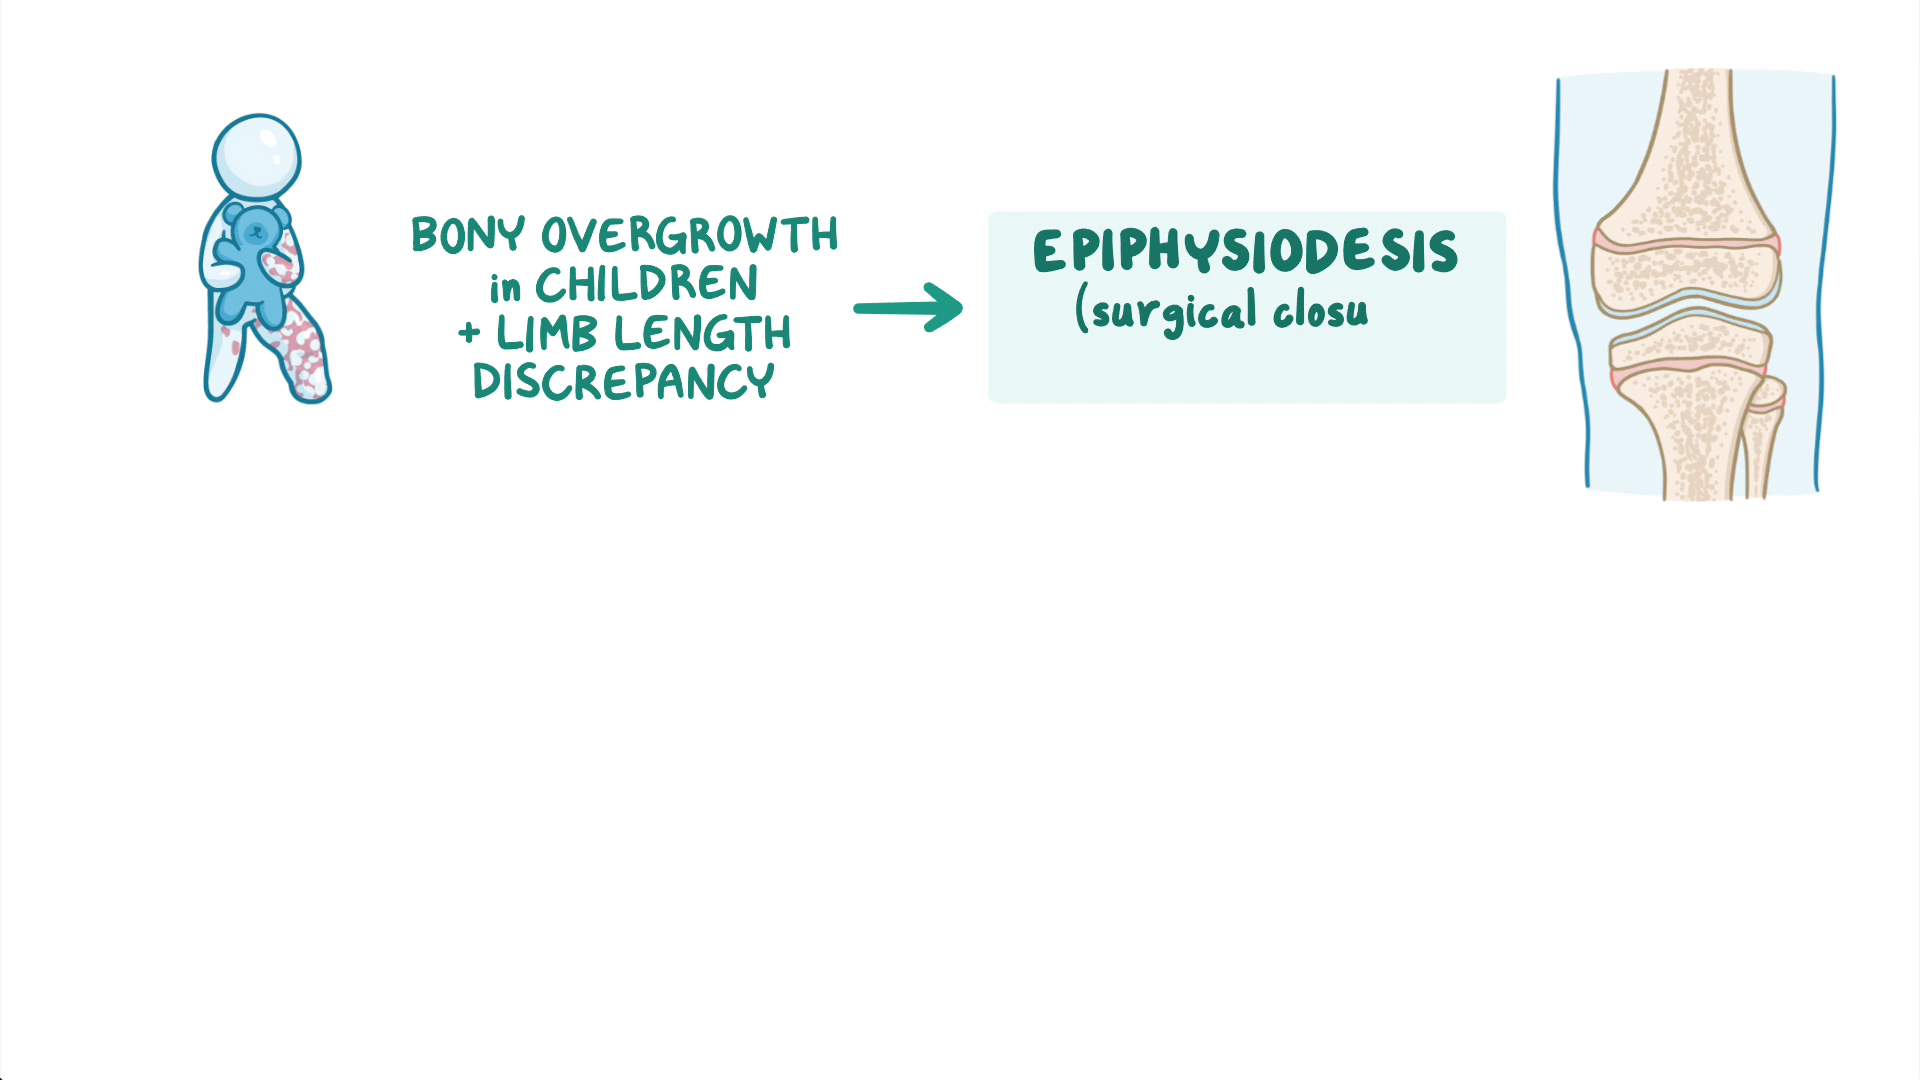 BONY OVERGROWTH
in CHILDREN
+ LIMB LENGTH
DISCREPANCY
EPIPHYSIODESIS
(surgical closu